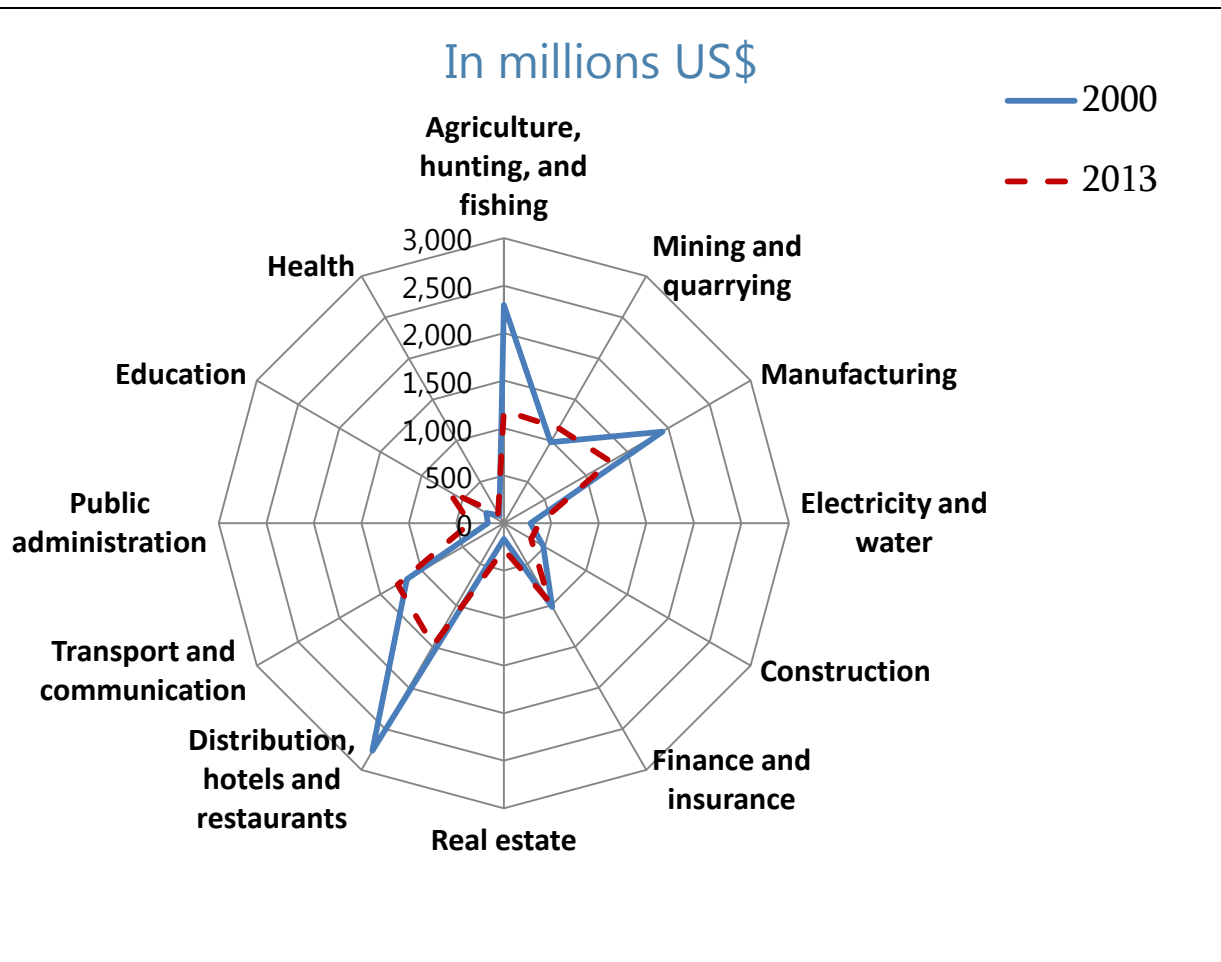 In millions US$
2000
2013
Agriculture,
hunting, and
fishing
Mining and
quarrying
Manufacturing
Electricity and
water
Construction
Finance and
insurance
Real estate
Distribution,
hotels and
restaurants
Transport and
communication
Public
administration
Education
Health
3,000
2,500
2,000
1,500
1,000
500
0